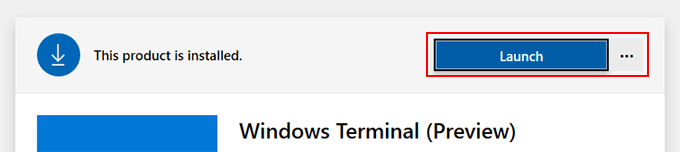 This product is installed.
Launch
...
Windows Terminal (Preview)